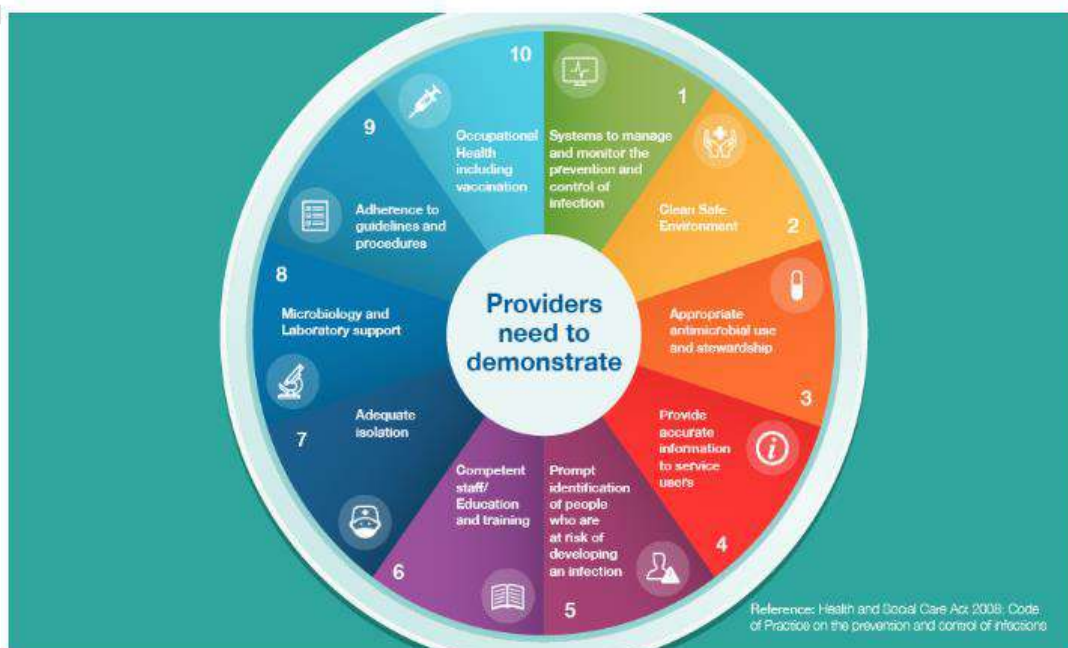 10
Occupational
Health
including
vaccination
1
Systems to manage
and monitor the
prevention and
control of
infection
2
Clean Safe
Environment
3
Appropriate
antimicrobial use
and stewardship
4
Provide
accurate
information
to service
users
5
Prompt
identification
of people
who are
at risk of
developing
an infection
6
Competent
staff/
Education
and training
7
Adequate
isolation
8
Microbiology and
Laboratory support
9
Adherence to
guidelines and
procedures
Providers
need to
demonstrate
Reference: Health and Social Care Act 2008: Code
of Practice on the prevention and control of infections